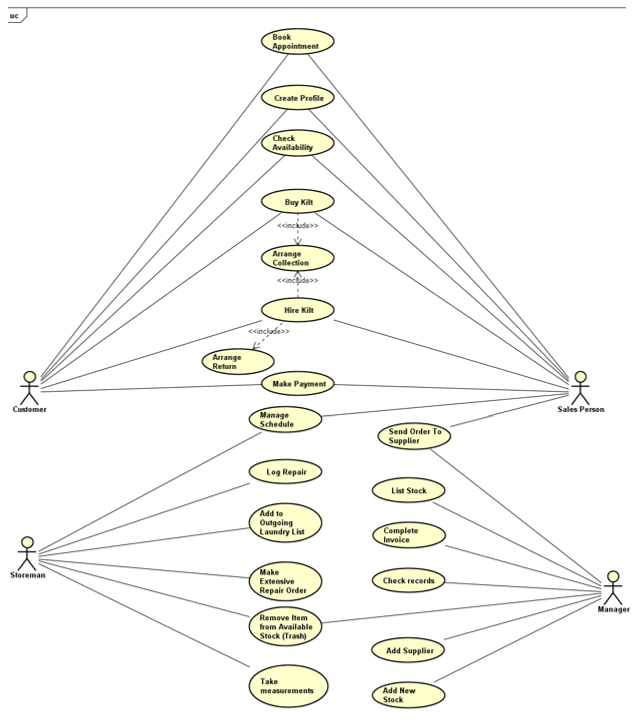 uc
Book
Appointment
Create Profile
Check
Availability
Buy Kilt
<<include>>
Arrange
Collection
<<include>>
Hire Kilt
<<include>>
Arrange
Return
Make Payment
Customer
Sales Person
Manage
Schedule
Send Order To
Supplier
Log Repair
List Stock
Add to
Outgoing
Laundry List
Complete
Invoice
Storeman
Make
Extensive
Repair Order
Check records
Manager
Remove Item
from Available
Stock (Trash)
Add Supplier
Take
measurements
Add New
Stock